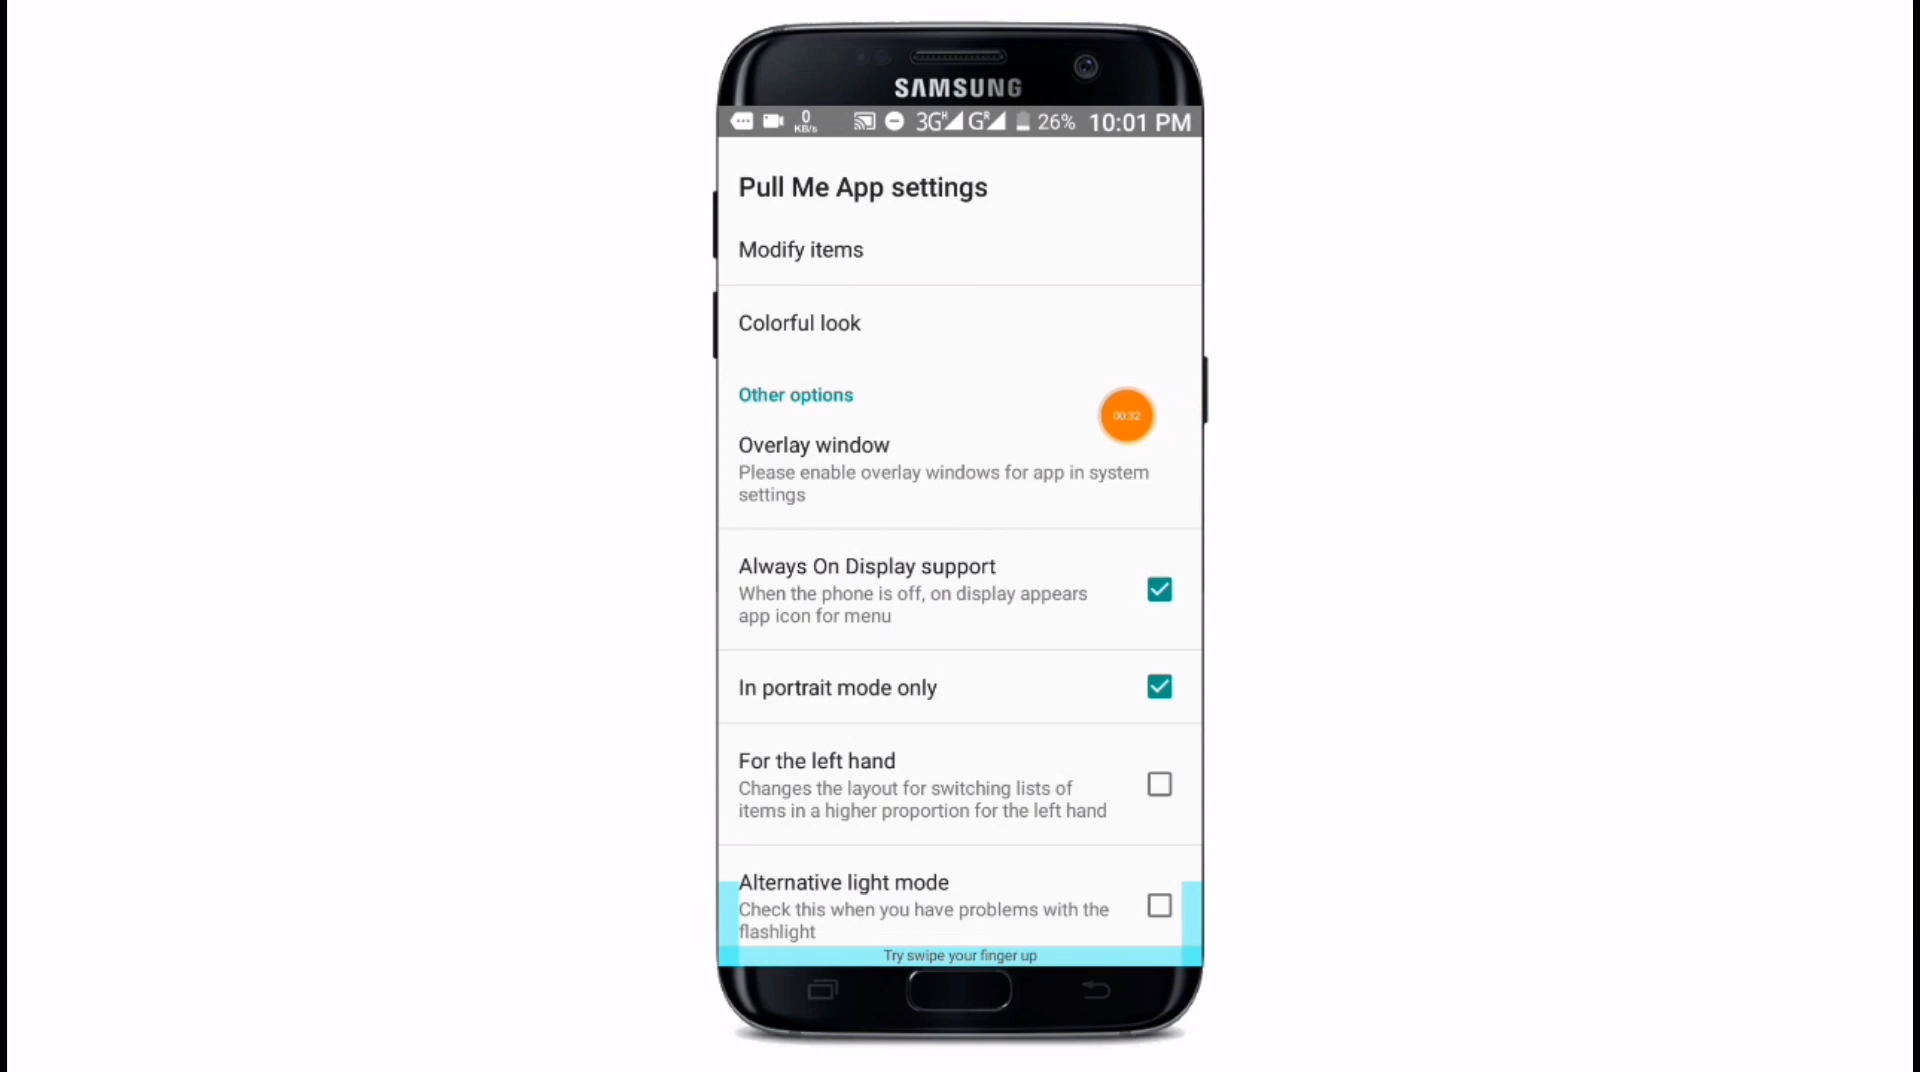 SAMSUNG
0 KB/s 3G H G R 26% 10:01 PM
Pull Me App settings
Modify items
Colorful look
Other options
00:32
Overlay window
Please enable overlay windows for app in system
settings
Always On Display support
When the phone is off, on display appears
app icon for menu
In portrait mode only
For the left hand
Changes the layout for switching lists of
items in a higher proportion for the left hand
Alternative light mode
Check this when you have problems with the
flashlight
Try swipe your finger up